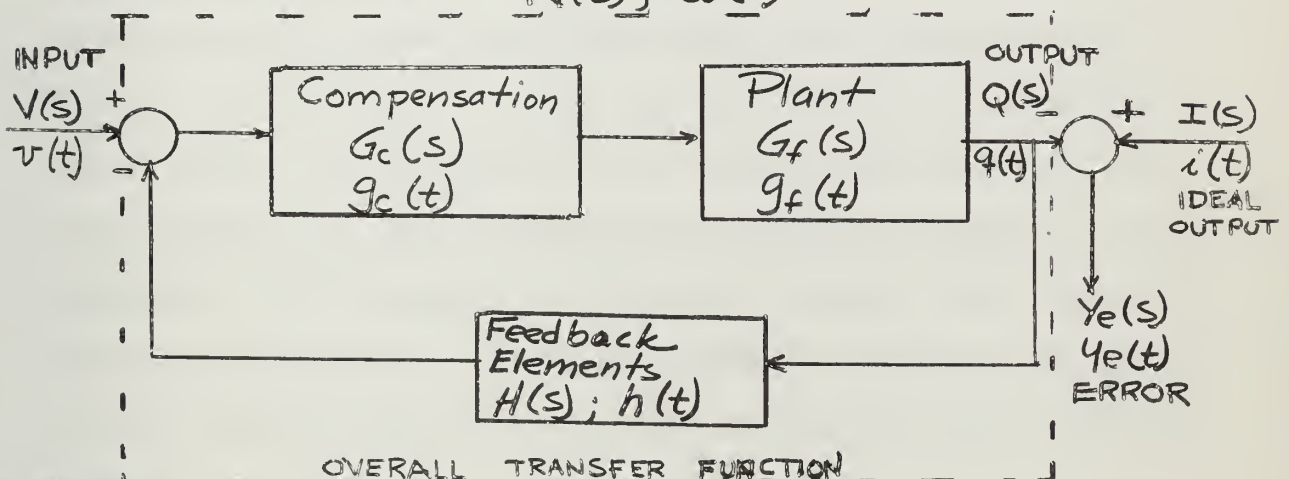 INPUT
V(s) +
v(t)
-
Compensation
Gc(s)
gc(t)
Plant
Gf(s)
gf(t)
OUTPUT
Q(s)
q(t)
- +
I(s)
i(t)
IDEAL
OUTPUT
Ye(s)
ye(t)
ERROR
Feedback
Elements
H(s); h(t)
OVERALL TRANSFER FUNCTION